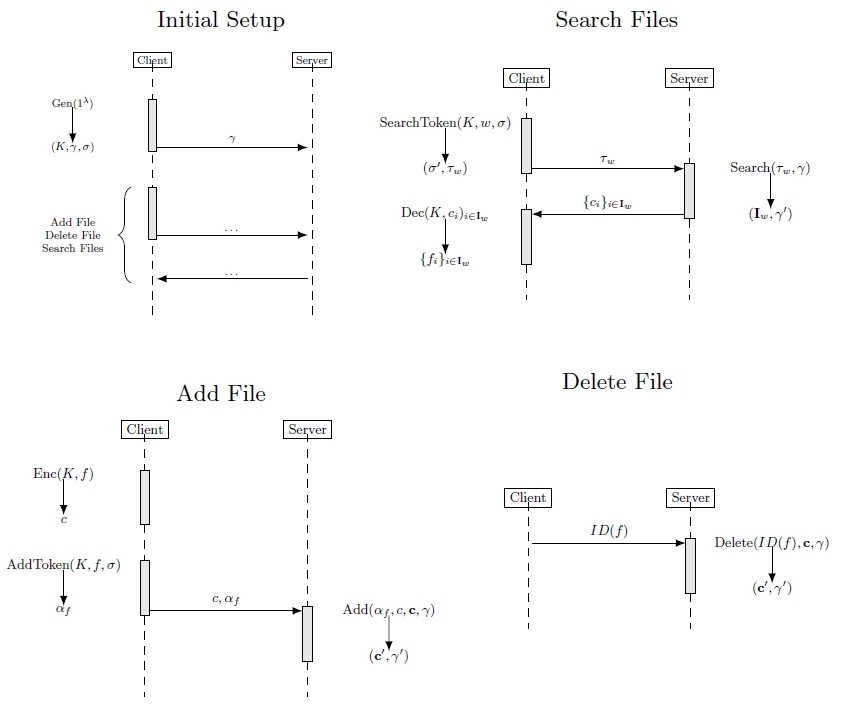 Initial Setup
Client
Server
Gen(1^λ)
(K, γ, σ)
γ
Add File
Delete File
Search Files
...
...
Search Files
Client
Server
SearchToken(K, w, σ)
(σ′, τ_w)
τ_w
Search(τ_w, γ)
(I_w, γ′)
{c_i}_{i∈I_w}
Dec(K, c_i)_{i∈I_w}
{f_i}_{i∈I_w}
Add File
Client
Server
Enc(K, f)
c
AddToken(K, f, σ)
α_f
c, α_f
Add(α_f, c, c, γ)
(c′, γ′)
Delete File
Client
Server
ID(f)
Delete(ID(f), c, γ)
(c′, γ′)